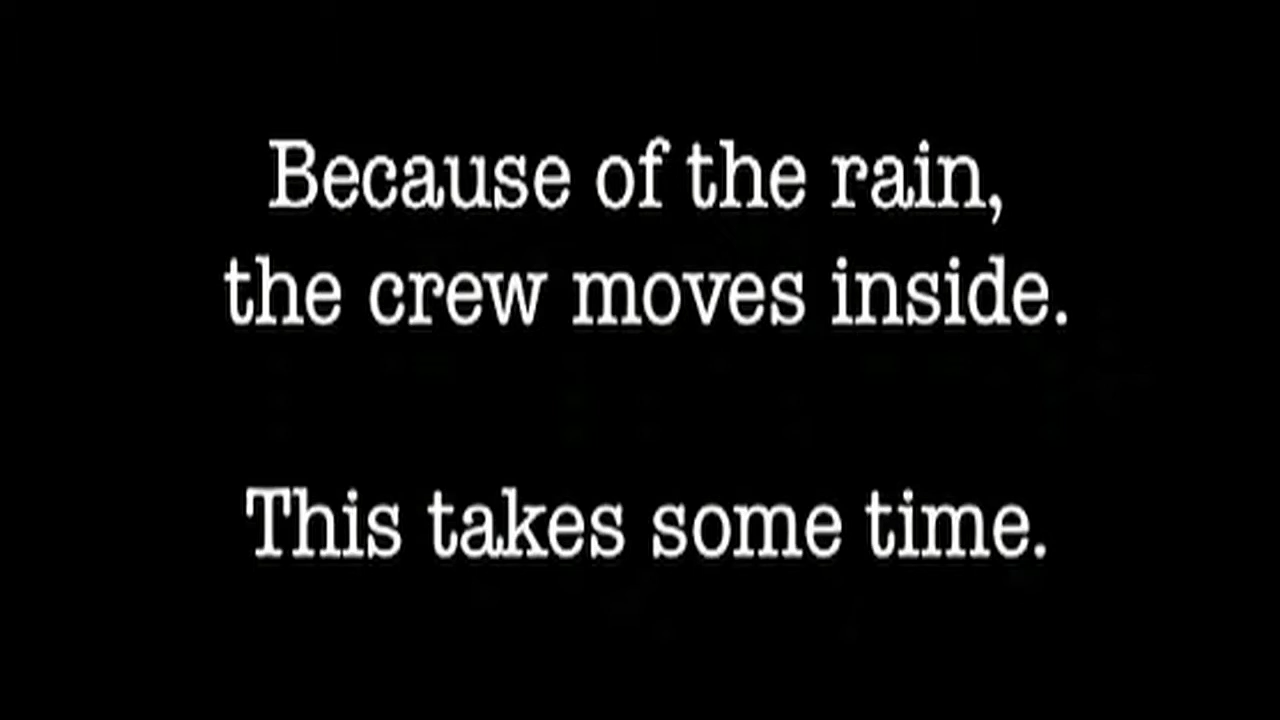 Because of the rain,
the crew moves inside.
This takes some time.